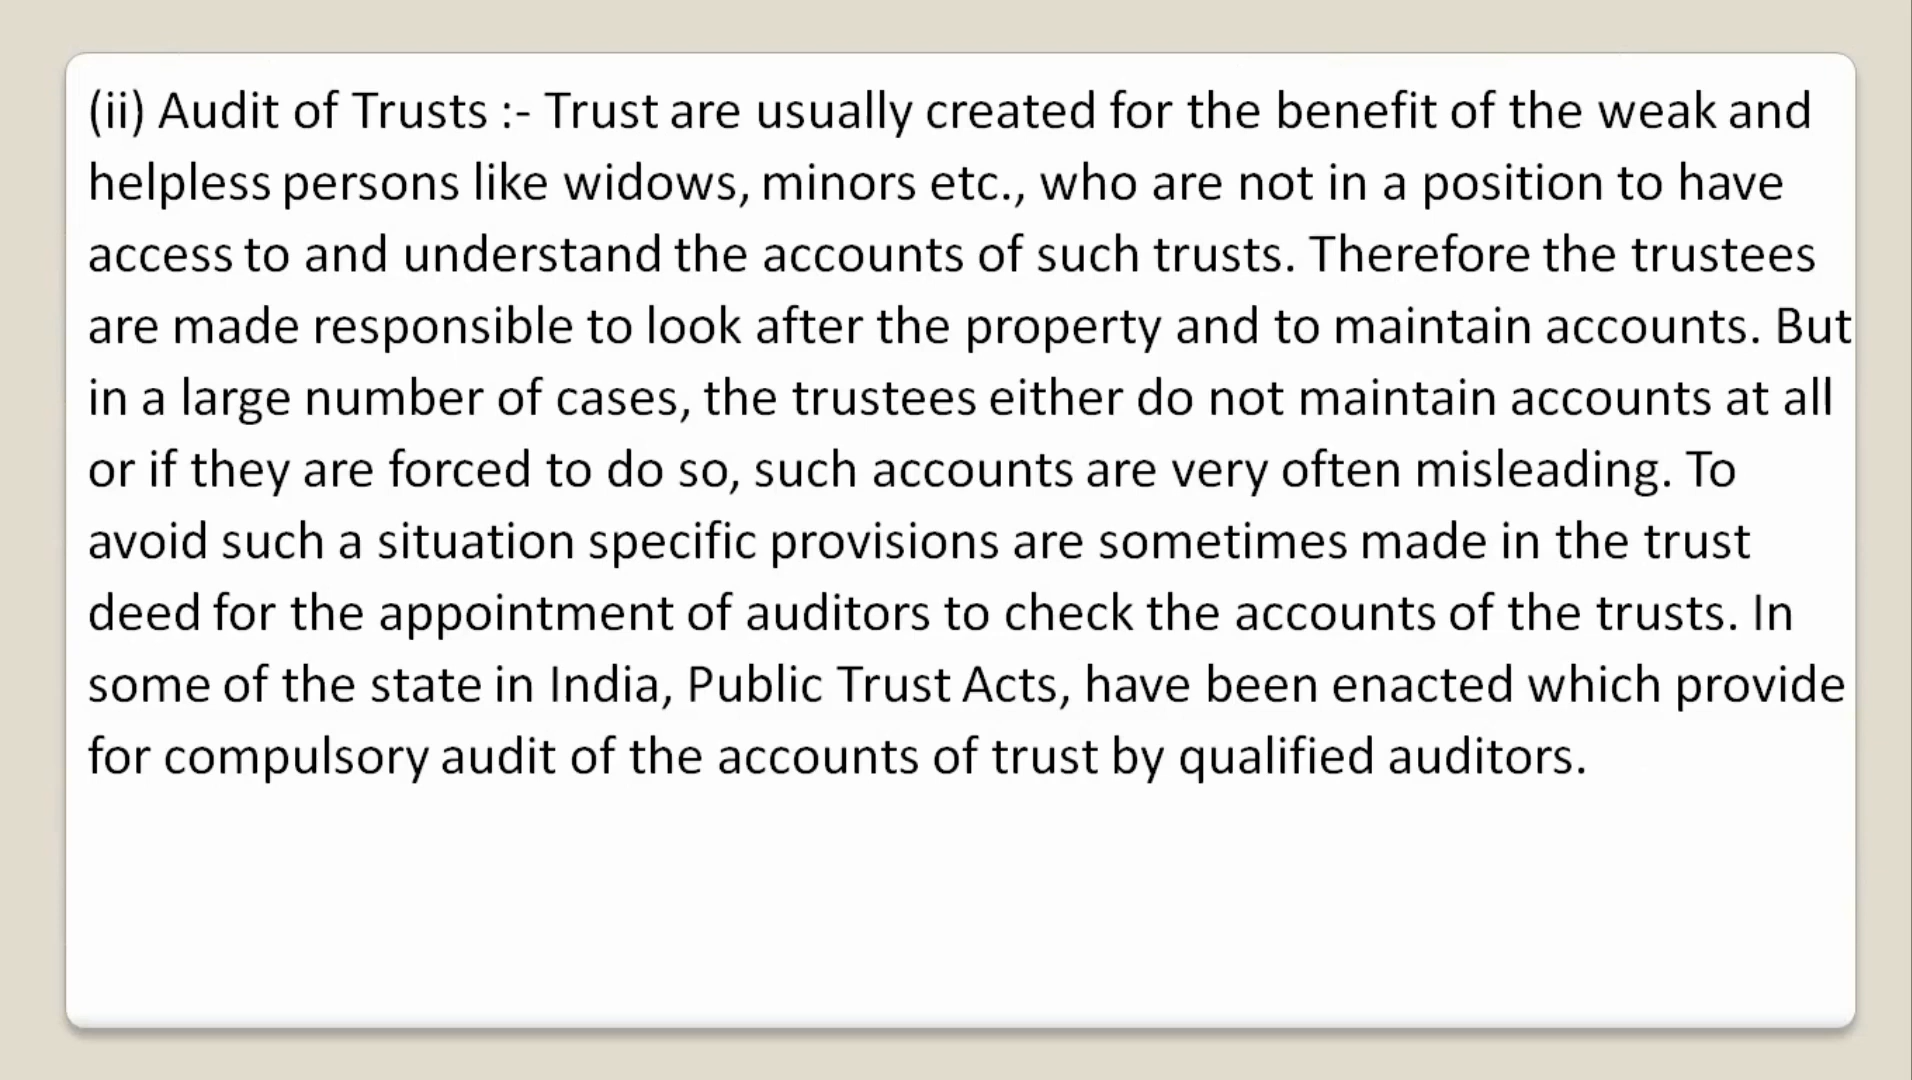 (ii) Audit of Trusts :- Trust are usually created for the benefit of the weak and
helpless persons like widows, minors etc., who are not in a position to have
access to and understand the accounts of such trusts. Therefore the trustees
are made responsible to look after the property and to maintain accounts. But
in a large number of cases, the trustees either do not maintain accounts at all
or if they are forced to do so, such accounts are very often misleading. To
avoid such a situation specific provisions are sometimes made in the trust
deed for the appointment of auditors to check the accounts of the trusts. In
some of the state in India, Public Trust Acts, have been enacted which provide
for compulsory audit of the accounts of trust by qualified auditors.